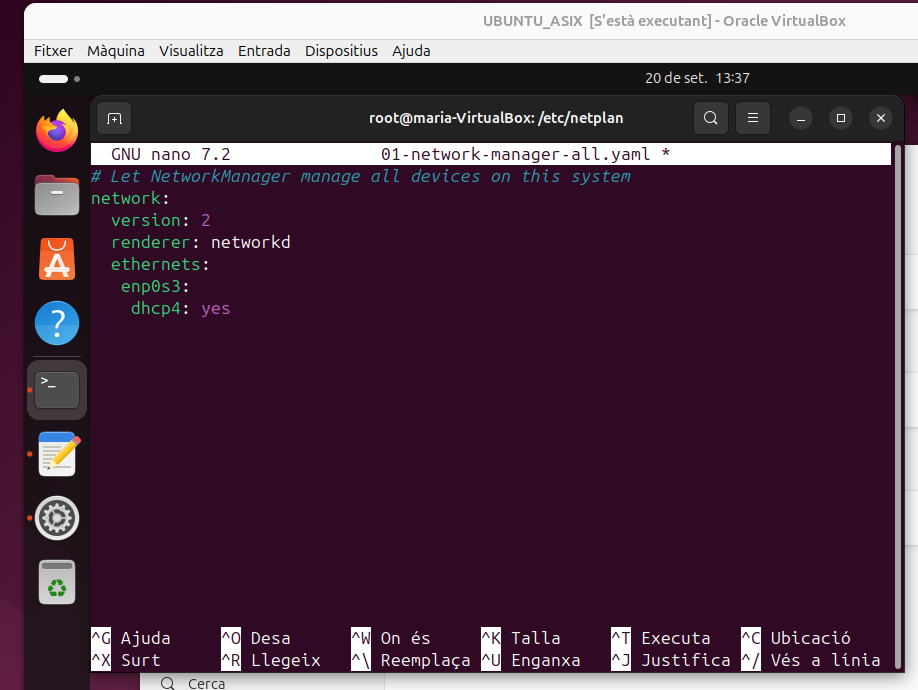 UBUNTU_ASIX [S'està executant] - Oracle VirtualBox
Fitxer Màquina Visualitza Entrada Dispositius Ajuda
20 de set. 13:37
root@maria-VirtualBox: /etc/netplan
GNU nano 7.2 01-network-manager-all.yaml *
# Let NetworkManager manage all devices on this system
network:
  version: 2
  renderer: networkd
  ethernets:
   enp0s3:
    dhcp4: yes
^G Ajuda ^O Desa ^W On és ^K Talla ^T Executa ^C Ubicació
^X Surt ^R Llegeix ^\ Reemplaça ^U Enganxa ^J Justifica ^/ Vés a línia
Cerca